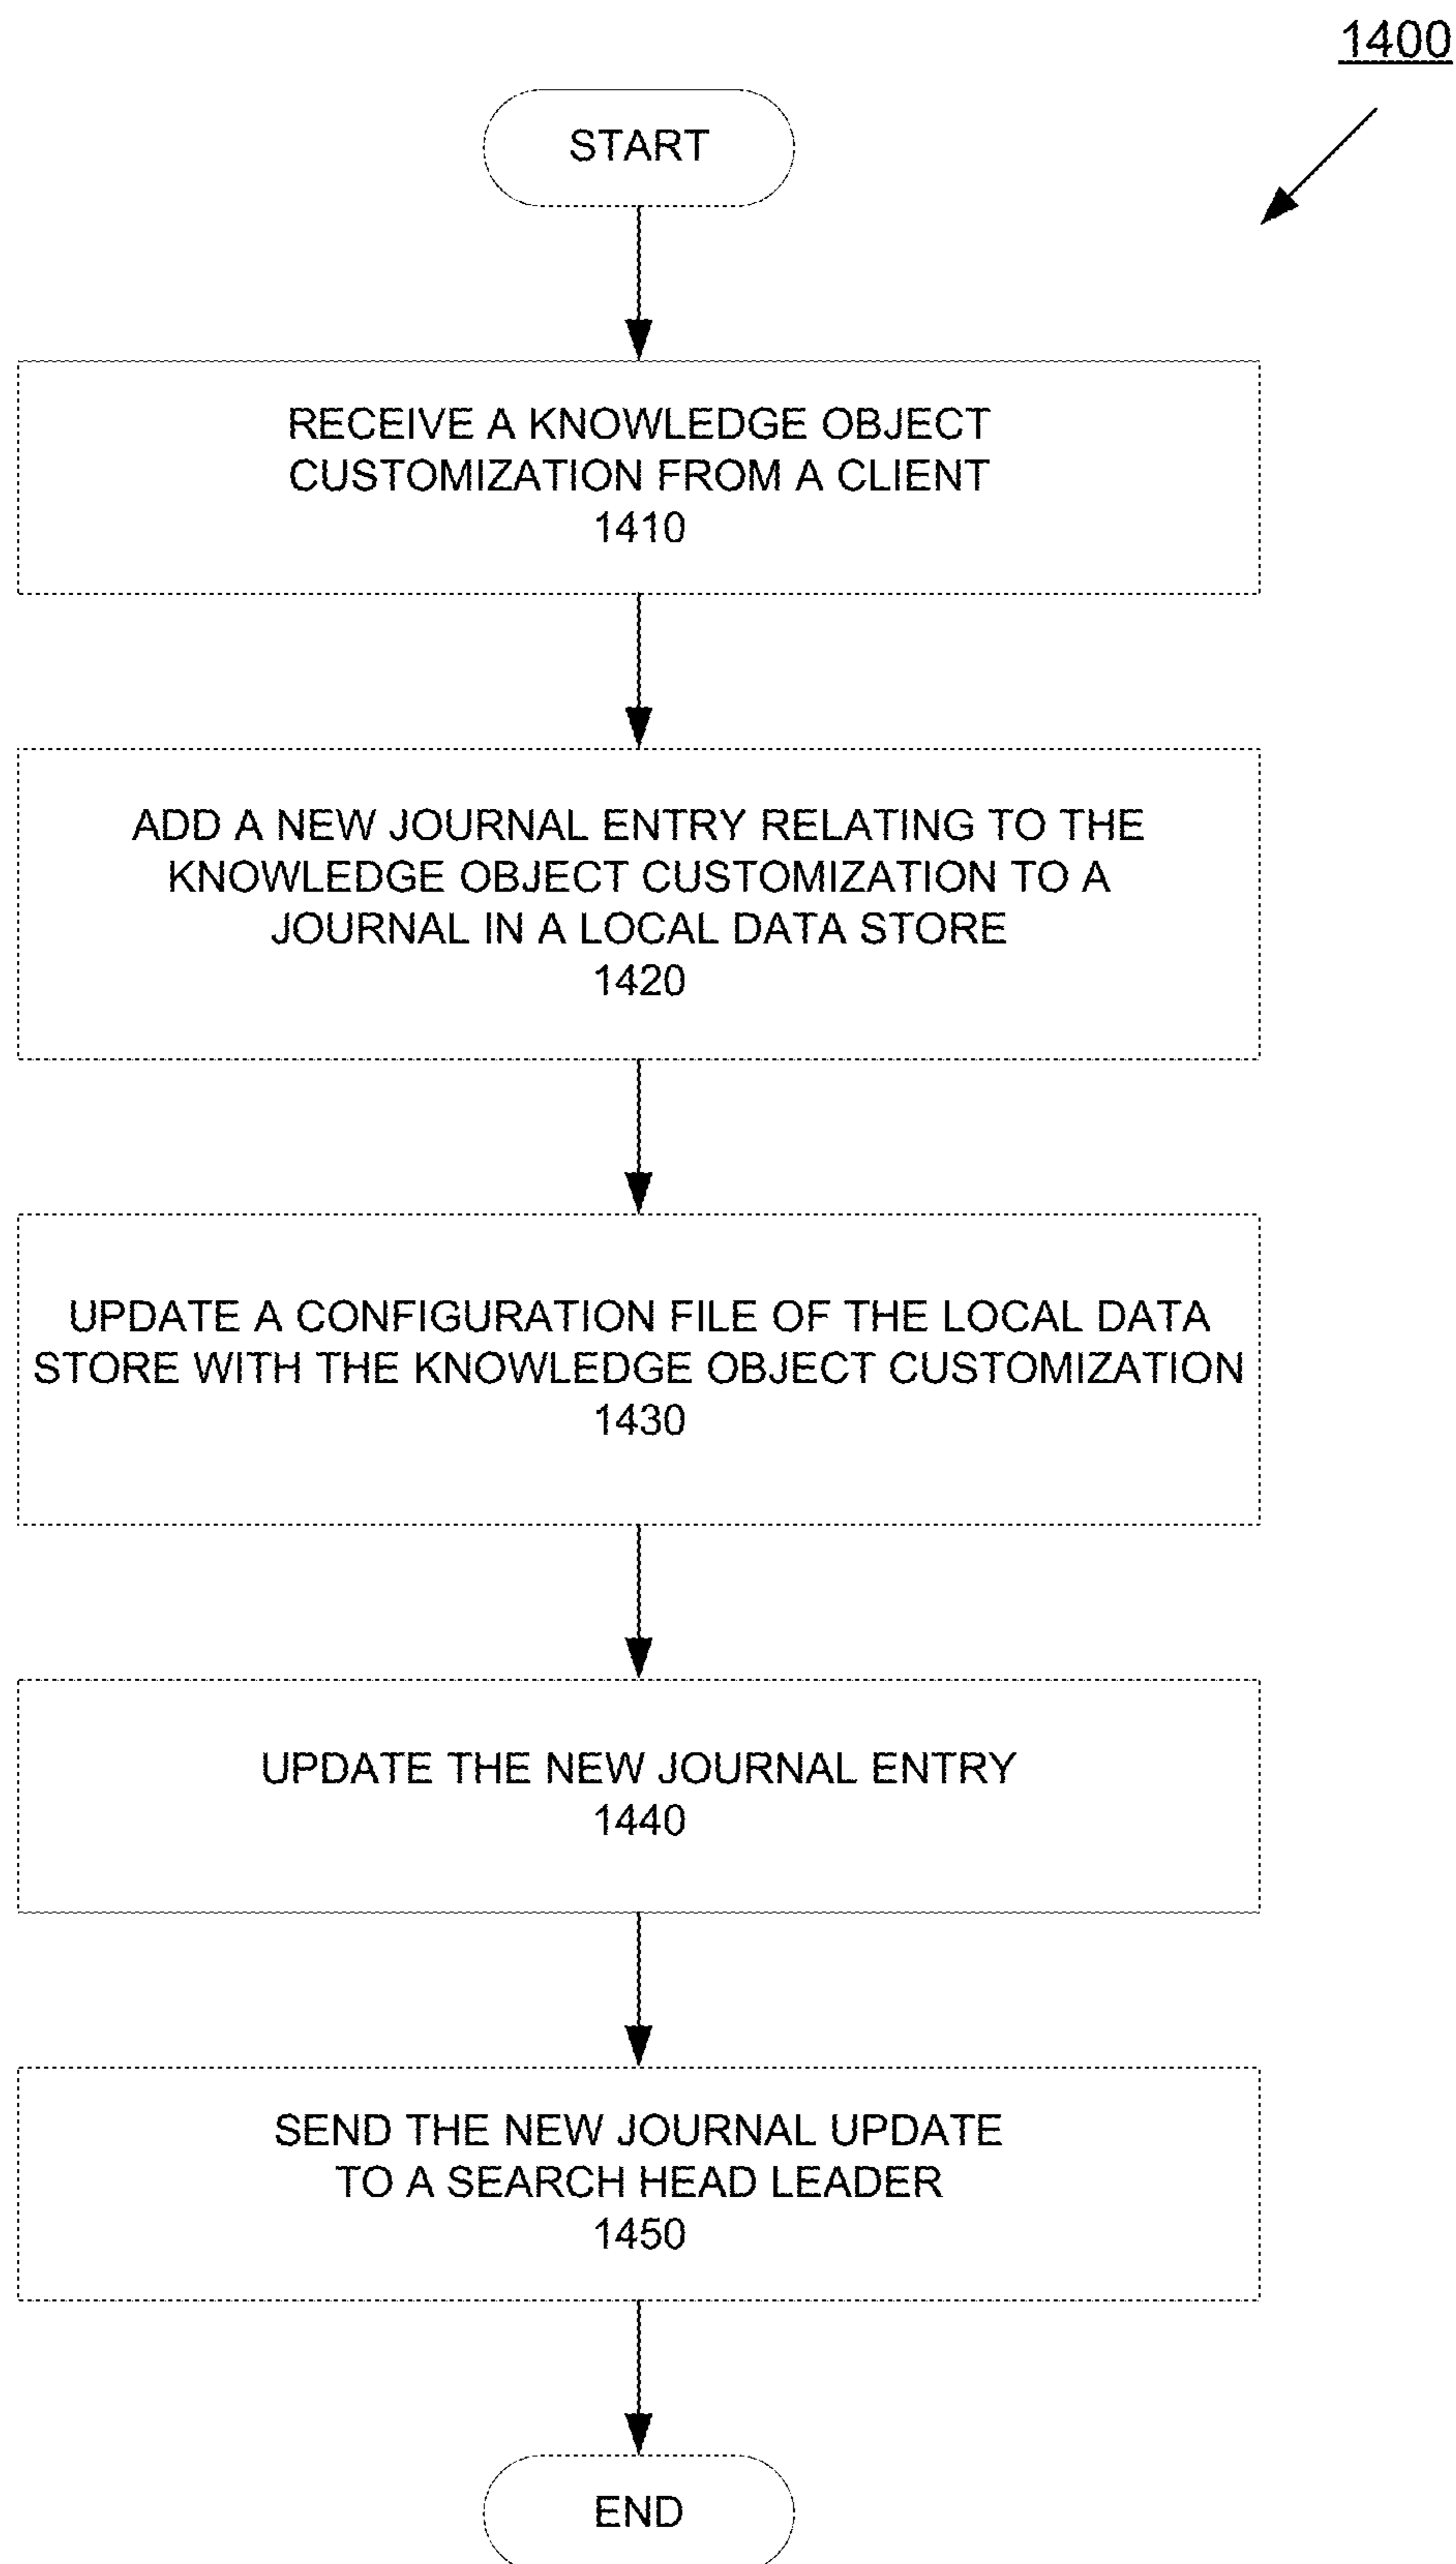 1400
START
RECEIVE A KNOWLEDGE OBJECT
CUSTOMIZATION FROM A CLIENT
1410
ADD A NEW JOURNAL ENTRY RELATING TO THE
KNOWLEDGE OBJECT CUSTOMIZATION TO A
JOURNAL IN A LOCAL DATA STORE
1420
UPDATE A CONFIGURATION FILE OF THE LOCAL DATA
STORE WITH THE KNOWLEDGE OBJECT CUSTOMIZATION
1430
UPDATE THE NEW JOURNAL ENTRY
1440
SEND THE NEW JOURNAL UPDATE
TO A SEARCH HEAD LEADER
1450
END